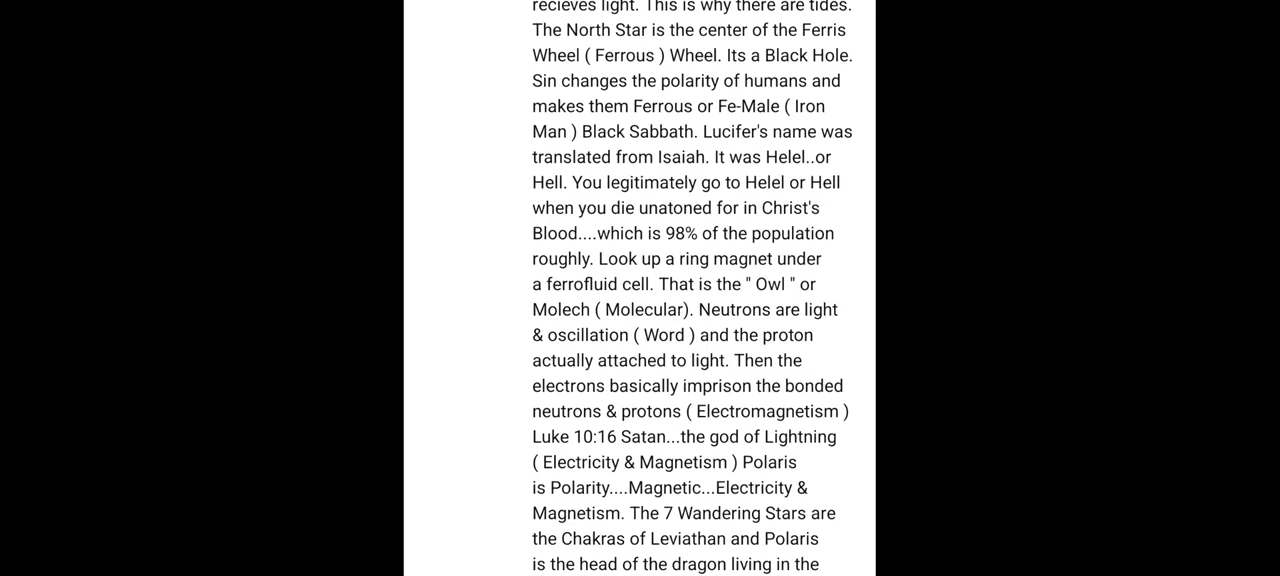 recieves light. This is why there are tides.
The North Star is the center of the Ferris
Wheel ( Ferrous ) Wheel. Its a Black Hole.
Sin changes the polarity of humans and
makes them Ferrous or Fe-Male ( Iron
Man ) Black Sabbath. Lucifer's name was
translated from Isaiah. It was Helel..or
Hell. You legitimately go to Helel or Hell
when you die unatoned for in Christ's
Blood....which is 98% of the population
roughly. Look up a ring magnet under
a ferrofluid cell. That is the " Owl " or
Molech ( Molecular). Neutrons are light
& oscillation ( Word ) and the proton
actually attached to light. Then the
electrons basically imprison the bonded
neutrons & protons ( Electromagnetism )
Luke 10:16 Satan...the god of Lightning
( Electricity & Magnetism ) Polaris
is Polarity....Magnetic...Electricity &
Magnetism. The 7 Wandering Stars are
the Chakras of Leviathan and Polaris
is the head of the dragon living in the